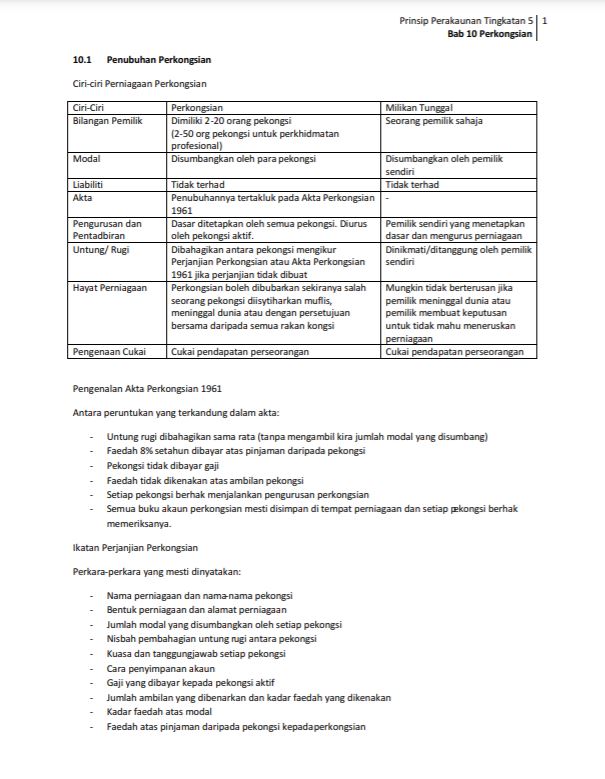 Prinsip Perakaunan Tingkatan 5 | 1
Bab 10 Perkongsian
10.1 Penubuhan Perkongsian
Ciri-ciri Perniagaan Perkongsian
Ciri-Ciri Perkongsian Milikan Tunggal
Bilangan Pemilik Dimiliki 2-20 orang pekongsi Seorang pemilik sahaja
(2-50 org pekongsi untuk perkhidmatan
profesional)
Modal Disumbangkan oleh para pekongsi Disumbangkan oleh pemilik
sendiri
Liabiliti Tidak terhad Tidak terhad
Akta Penubuhannya tertakluk pada Akta Perkongsian -
1961
Pengurusan dan Dasar ditetapkan oleh semua pekongsi. Diurus Pemilik sendiri yang menetapkan
Pentadbiran oleh pekongsi aktif. dasar dan mengurus perniagaan
Untung/ Rugi Dibahagikan antara pekongsi mengikur Dinikmati/ditanggung oleh pemilik
Perjanjian Perkongsian atau Akta Perkongsian sendiri
1961 jika perjanjian tidak dibuat
Hayat Perniagaan Perkongsian boleh dibubarkan sekiranya salah Mungkin tidak berterusan jika
seorang pekongsi diisytiharkan muflis, pemilik meninggal dunia atau
meninggal dunia atau dengan persetujuan pemilik membuat keputusan
bersama daripada semua rakan kongsi untuk tidak mahu meneruskan
perniagaan
Pengenaan Cukai Cukai pendapatan perseorangan Cukai pendapatan perseorangan
Pengenalan Akta Perkongsian 1961
Antara peruntukan yang terkandung dalam akta:
- Untung rugi dibahagikan sama rata (tanpa mengambil kira jumlah modal yang disumbang)
- Faedah 8% setahun dibayar atas pinjaman daripada pekongsi
- Pekongsi tidak dibayar gaji
- Faedah tidak dikenakan atas ambilan pekongsi
- Setiap pekongsi berhak menjalankan pengurusan perkongsian
- Semua buku akaun perkongsian mesti disimpan di tempat perniagaan dan setiap pekongsi berhak
memeriksanya.
Ikatan Perjanjian Perkongsian
Perkara-perkara yang mesti dinyatakan:
- Nama perniagaan dan nama-nama pekongsi
- Bentuk perniagaan dan alamat perniagaan
- Jumlah modal yang disumbangkan oleh setiap pekongsi
- Nisbah pembahagian untung rugi antara pekongsi
- Kuasa dan tanggungjawab setiap pekongsi
- Cara penyimpanan akaun
- Gaji yang dibayar kepada pekongsi aktif
- Jumlah ambilan yang dibenarkan dan kadar faedah yang dikenakan
- Kadar faedah atas modal
- Faedah atas pinjaman daripada pekongsi kepadaperkongsian